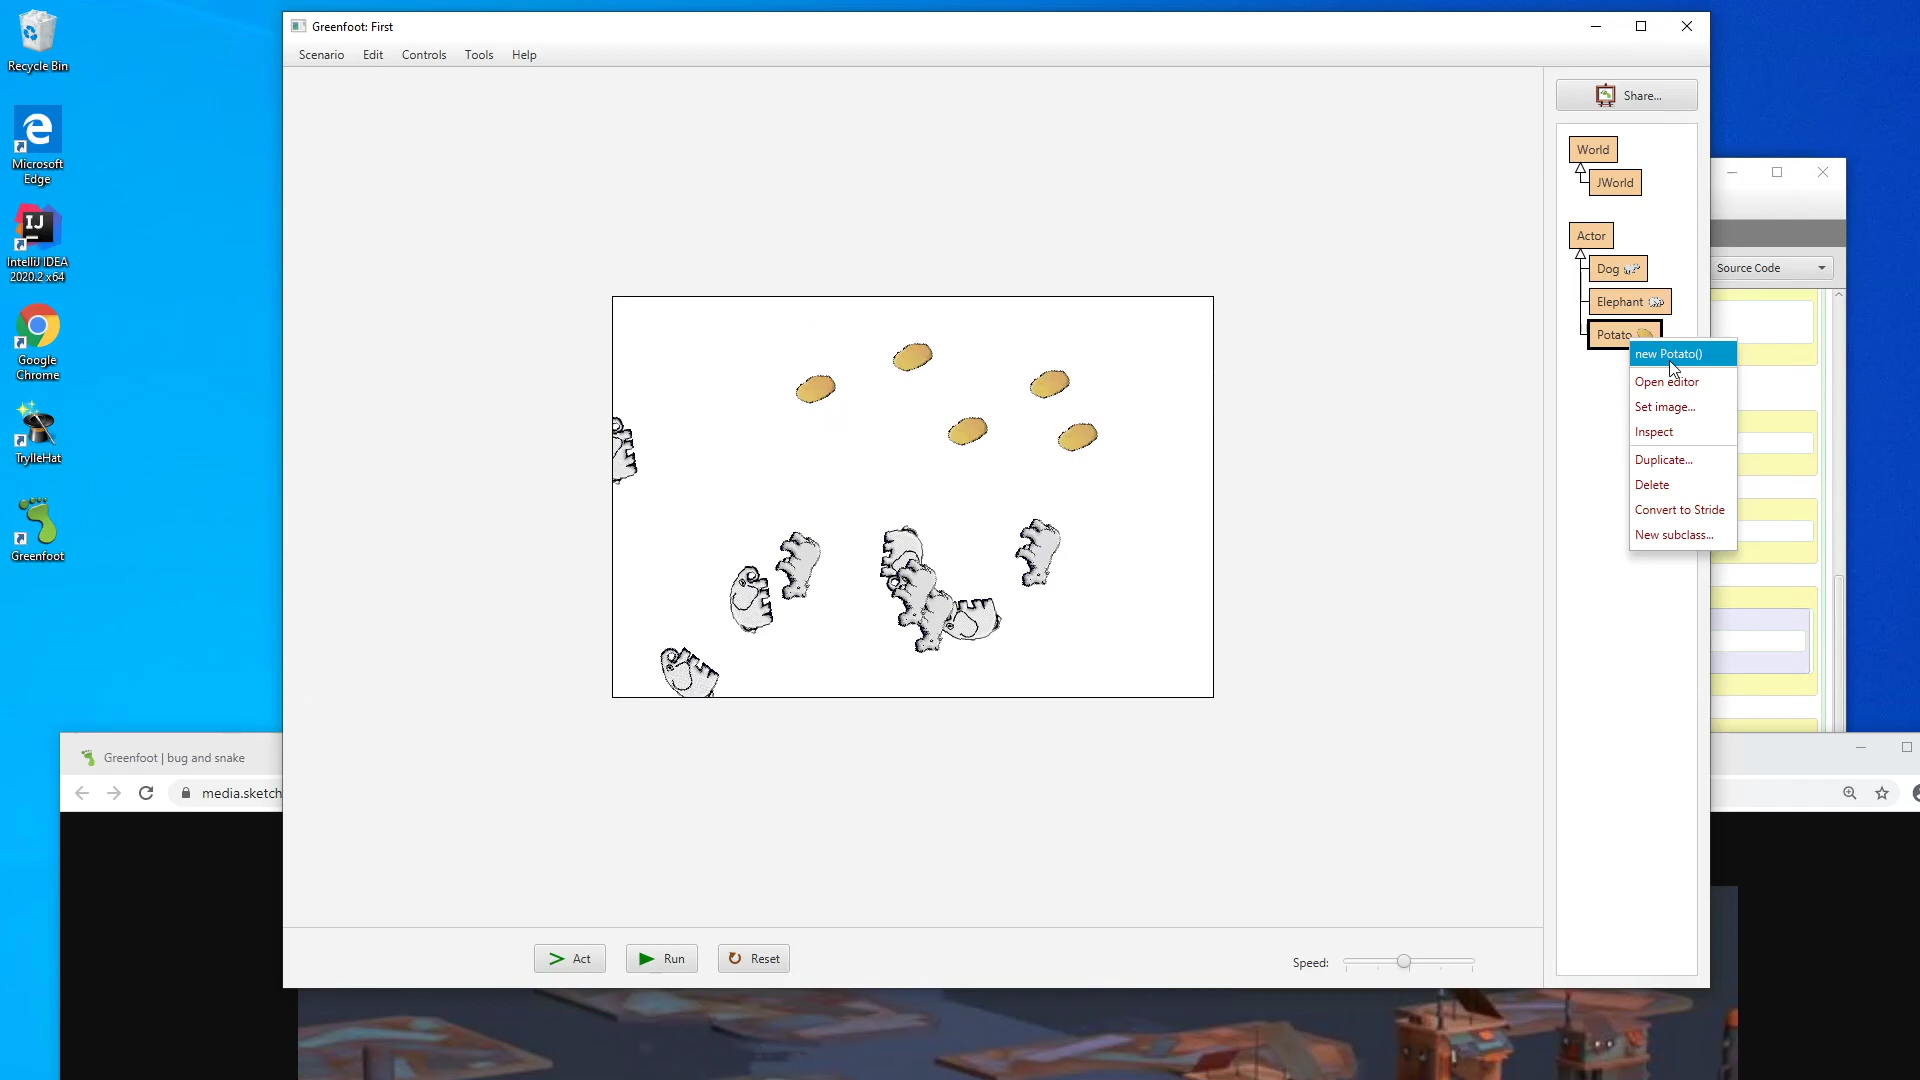 Recycle Bin
Microsoft
Edge
IntelliJ IDEA
2020.2 x64
Google
Chrome
TrylleHat
Greenfoot
Greenfoot: First
Scenario Edit Controls Tools Help
Share...
World
JWorld
Actor
Dog
Elephant
Potato
new Potato()
Open editor
Set image...
Inspect
Duplicate...
Delete
Convert to Stride
New subclass...
Source Code
Act Run Reset
Speed:
Greenfoot | bug and snake
media.sketch